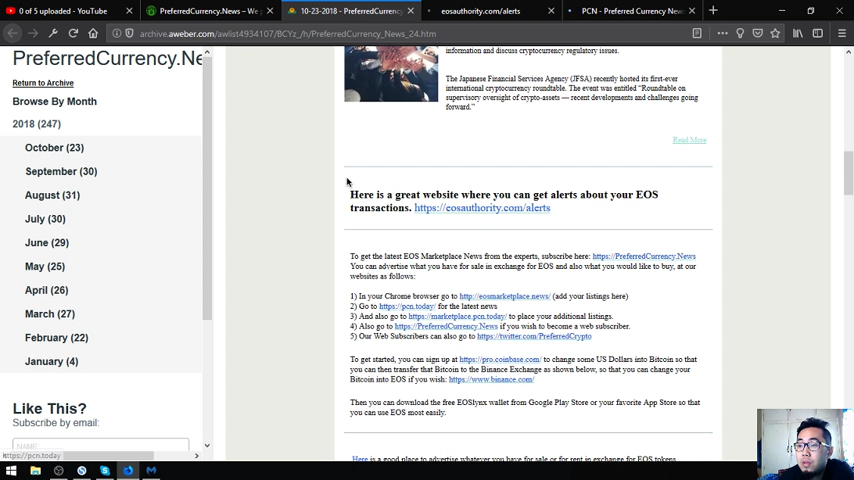 0 of 5 uploaded - YouTube
PreferredCurrency.News – We p
10-23-2018 - PreferredCurrency
eosauthority.com/alerts
PCN - Preferred Currency News
archive.aweber.com/awlist4934107/BCYz_/h/PreferredCurrency_News_24.htm
PreferredCurrency.Ne
Return to Archive
Browse By Month
2018 (247)
October (23)
September (30)
August (31)
July (30)
June (29)
May (25)
April (26)
March (27)
February (22)
January (4)
Like This?
Subscribe by email:
NAME
https://pcn.today
information and discuss cryptocurrency regulatory issues.
The Japanese Financial Services Agency (JFSA) recently hosted its first-ever
international cryptocurrency roundtable. The event was entitled “Roundtable on
supervisory oversight of crypto-assets — recent developments and challenges going
forward.”
Read More
Here is a great website where you can get alerts about your EOS
transactions. https://eosauthority.com/alerts
To get the latest EOS Marketplace News from the experts, subscribe here: https://PreferredCurrency.News
You can advertise what you have for sale in exchange for EOS and also what you would like to buy, at our
websites as follows:
1) In your Chrome browser go to http://eosmarketplace.news/ (add your listings here)
2) Go to https://pcn.today/ for the latest news
3) And also go to https://marketplace.pcn.today/ to place your additional listings.
4) Also go to https://PreferredCurrency.News if you wish to become a web subscriber.
5) Our Web Subscribers can also go to https://twitter.com/PreferredCrypto
To get started, you can sign up at https://pro.coinbase.com/ to change some US Dollars into Bitcoin so that
you can then transfer that Bitcoin to the Binance Exchange as shown below, so that you can change your
Bitcoin into EOS if you wish: https://www.binance.com/
Then you can download the free EOSlynx wallet from Google Play Store or your favorite App Store so that
you can use EOS most easily.
Here is a good place to advertise whatever you have for sale or for rent in exchange for EOS tokens.